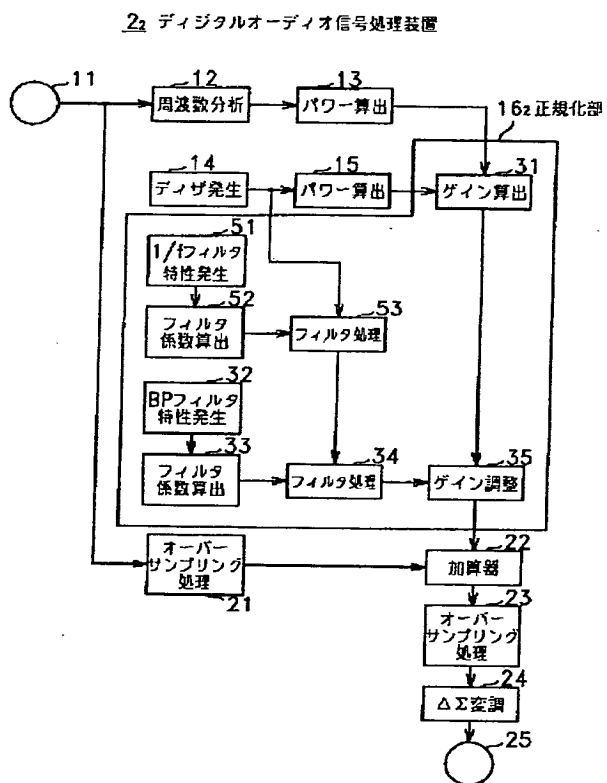 2₂ ディジタルオーディオ信号処理装置
11
12
周波数分析
13
パワー算出
16₂正規化部
14
ディザ発生
15
パワー算出
31
ゲイン算出
51
1/fフィルタ
特性発生
52
フィルタ
係数算出
53
フィルタ処理
32
BPフィルタ
特性発生
33
フィルタ
係数算出
34
フィルタ処理
35
ゲイン調整
オーバー
サンプリング
処理
21
22
加算器
23
オーバー
サンプリング
処理
24
ΔΣ変調
25